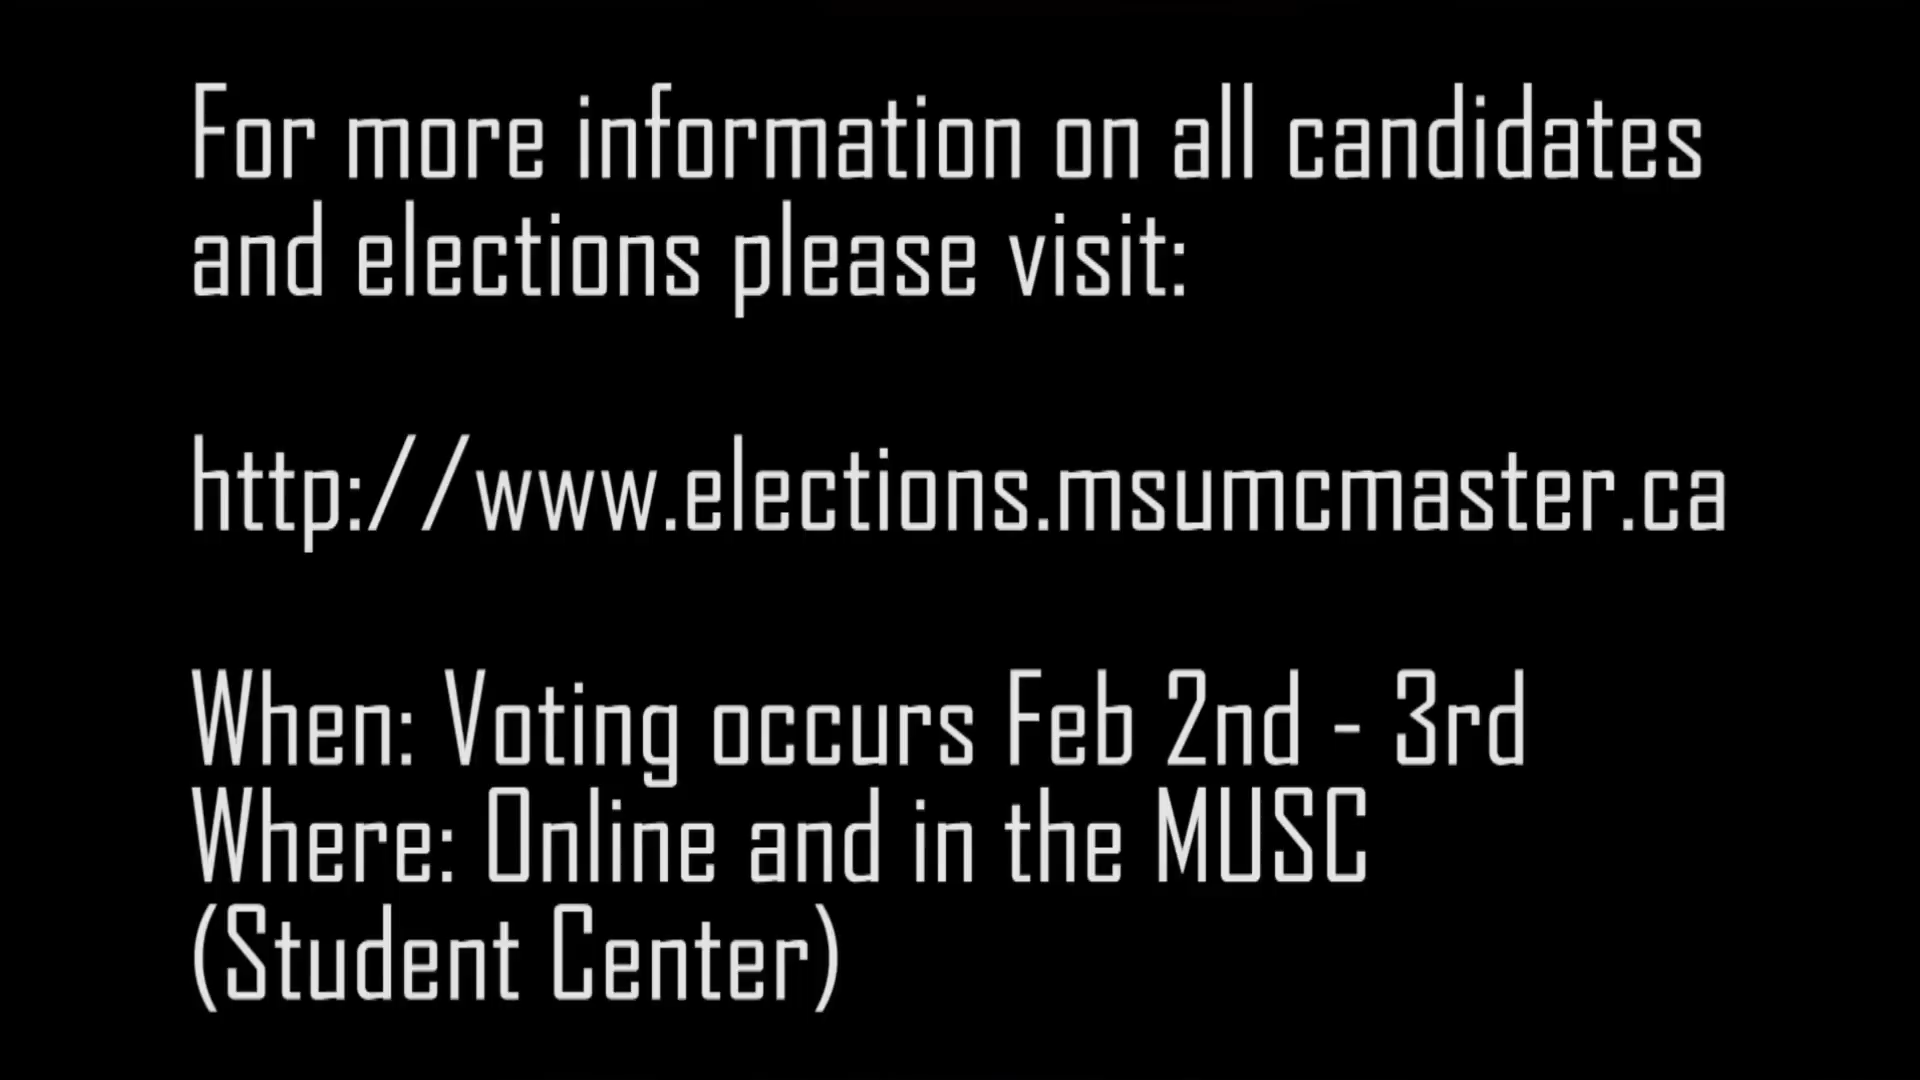 For more information on all candidates
and elections please visit:
http://www.elections.msumcmaster.ca
When: Voting occurs Feb 2nd - 3rd
Where: Online and in the MUSC
(Student Center)